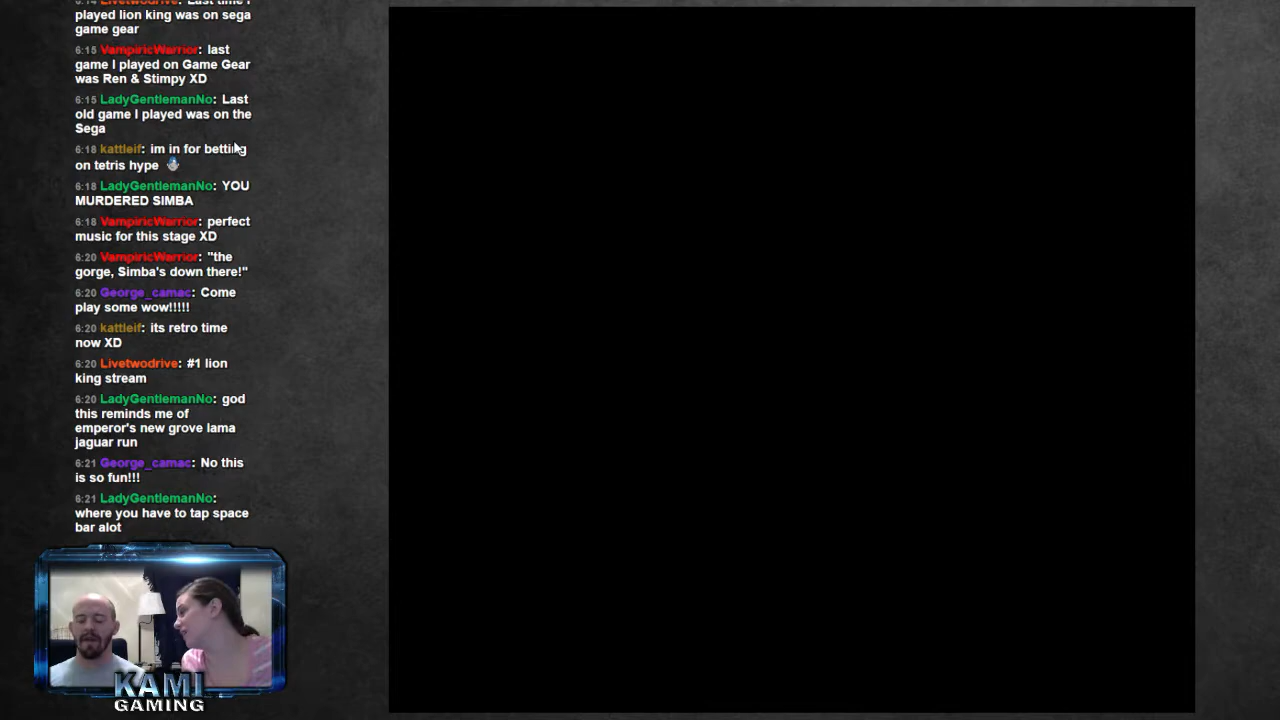 6:14 Livetwodrive: Last time I
played lion king was on sega
game gear
6:15 VampiricWarrior: last
game I played on Game Gear
was Ren & Stimpy XD
6:15 LadyGentlemanNo: Last
old game I played was on the
Sega
6:18 kattleif: im in for betting
on tetris hype
6:18 LadyGentlemanNo: YOU
MURDERED SIMBA
6:18 VampiricWarrior: perfect
music for this stage XD
6:20 VampiricWarrior: "the
gorge, Simba's down there!"
6:20 George_camac: Come
play some wow!!!!!
6:20 kattleif: its retro time
now XD
6:20 Livetwodrive: #1 lion
king stream
6:20 LadyGentlemanNo: god
this reminds me of
emperor's new grove lama
jaguar run
6:21 George_camac: No this
is so fun!!!
6:21 LadyGentlemanNo:
where you have to tap space
bar alot
KAMI
GAMING